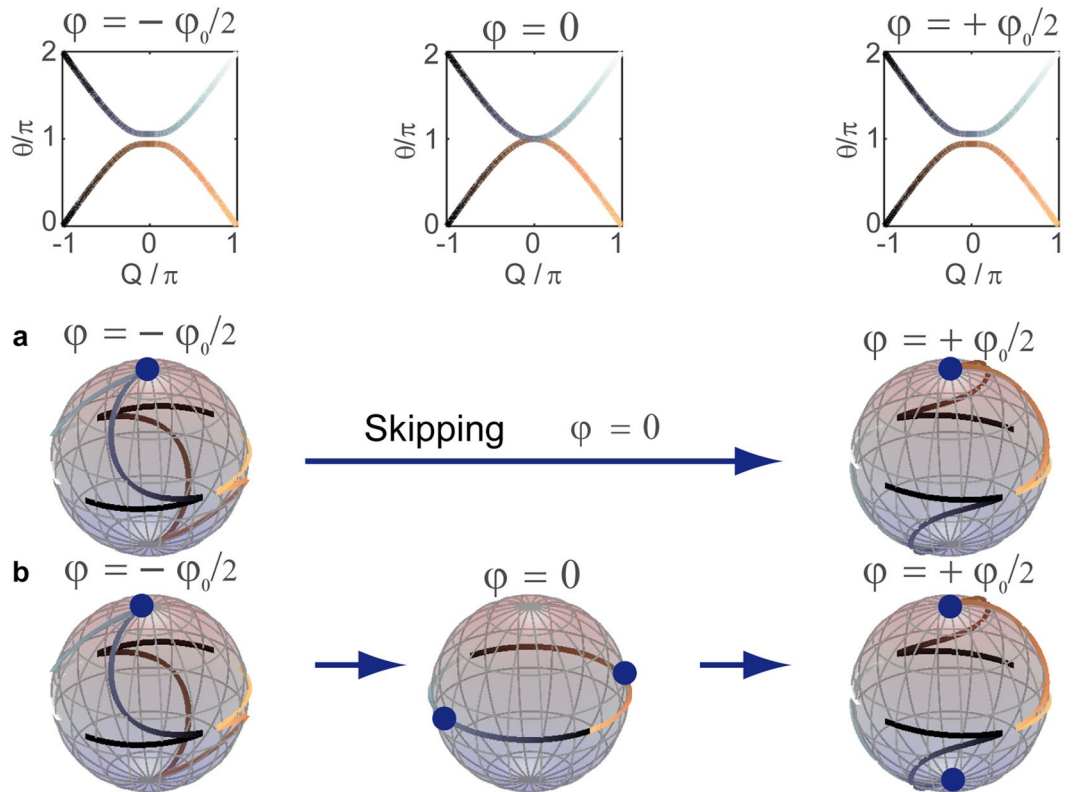 φ = − φ₀/2
φ = 0
φ = + φ₀/2
2
1
0
θ/π
-1 0 1
Q / π
2
1
0
θ/π
-1 0 1
Q / π
2
1
0
θ/π
-1 0 1
Q / π
a
φ = − φ₀/2
Skipping φ = 0
φ = + φ₀/2
b
φ = − φ₀/2
φ = 0
φ = + φ₀/2